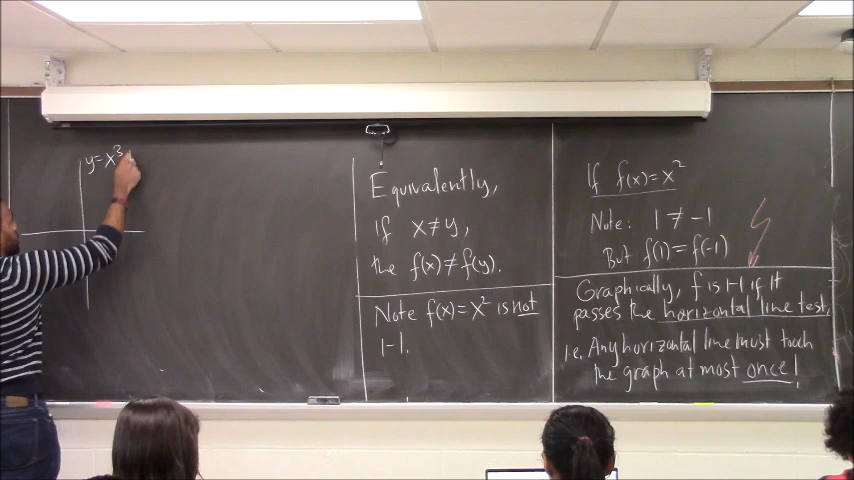 y=x³
Equivalently,
If x≠y,
the f(x)≠f(y).
Note f(x)=x² is not
1-1.
If f(x)=x²
Note: 1≠-1
But f(1)=f(-1)
Graphically, f is 1-1 if it
passes the horizontal line test,
i.e. Any horizontal line must touch
the graph at most once!